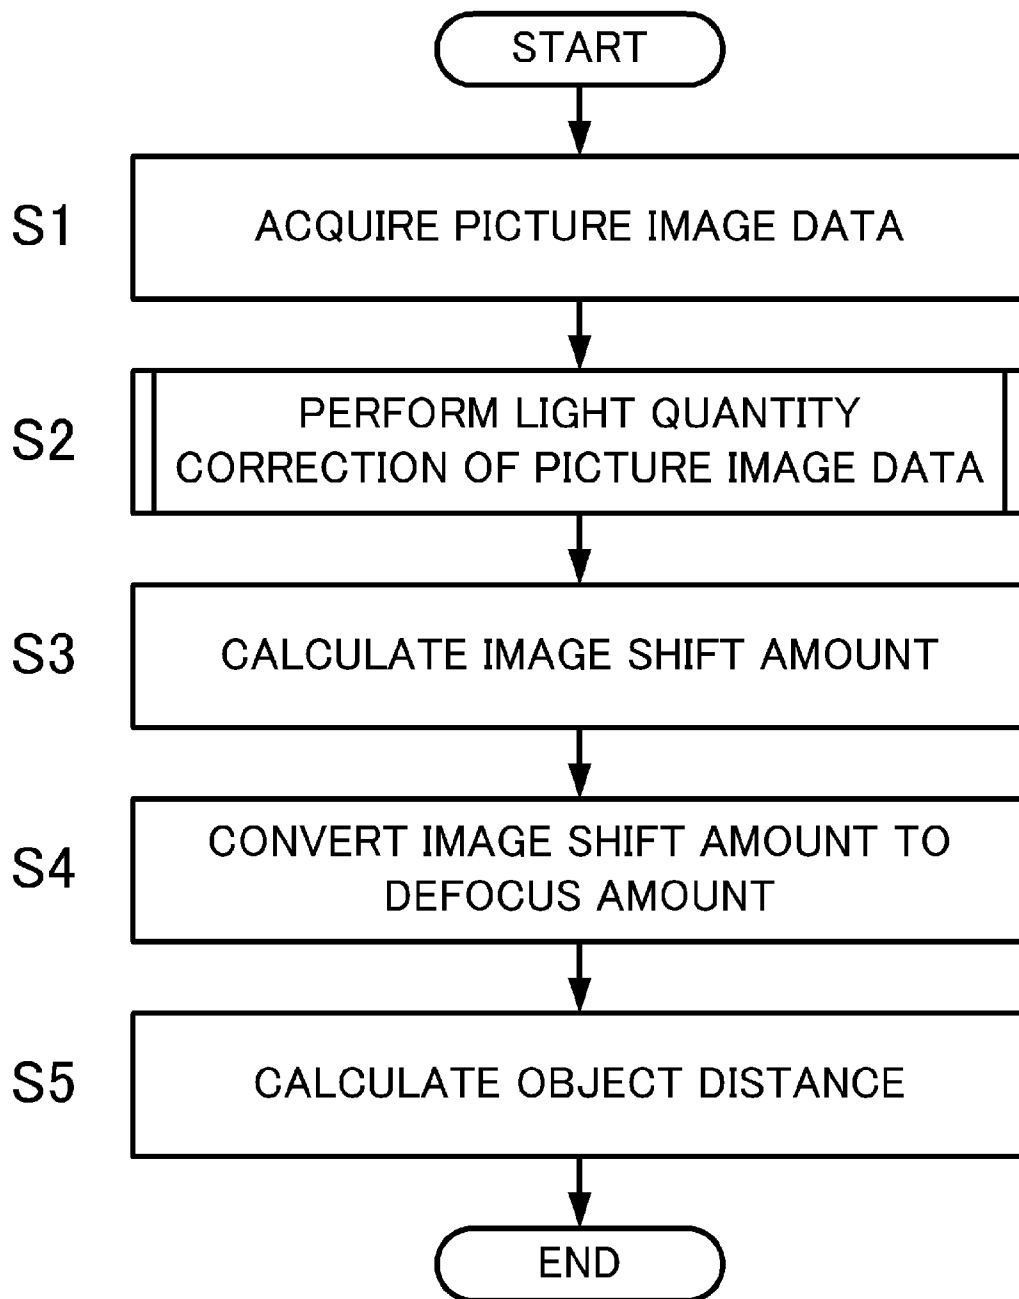 START
S1
ACQUIRE PICTURE IMAGE DATA
S2
PERFORM LIGHT QUANTITY
CORRECTION OF PICTURE IMAGE DATA
S3
CALCULATE IMAGE SHIFT AMOUNT
S4
CONVERT IMAGE SHIFT AMOUNT TO
DEFOCUS AMOUNT
S5
CALCULATE OBJECT DISTANCE
END